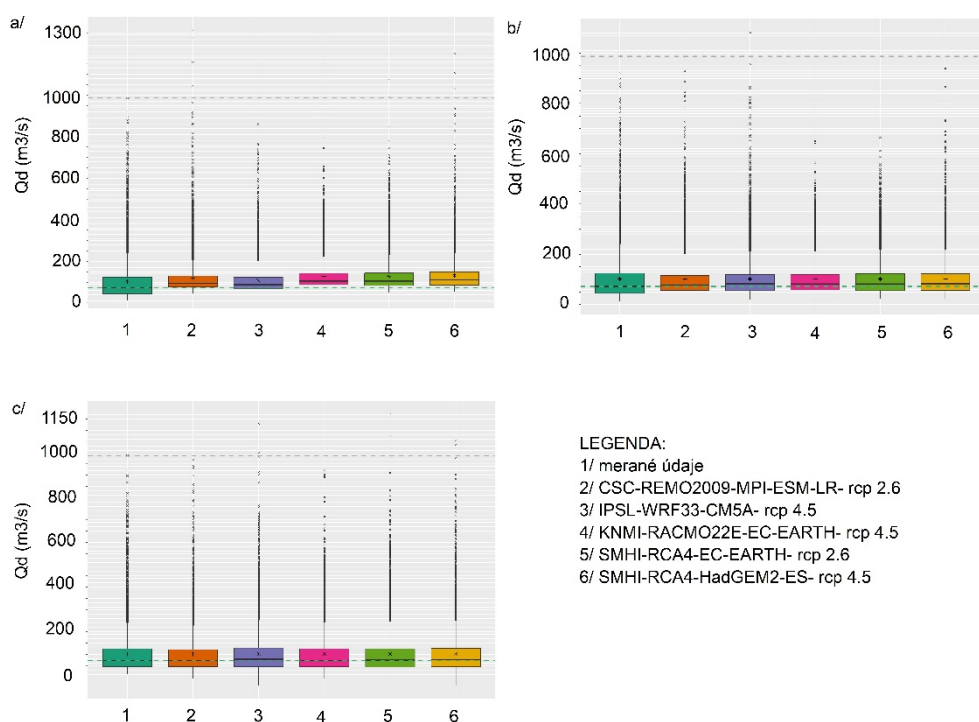 a/
Qd (m3/s)
1300
1000
800
600
400
200
0
1 2 3 4 5 6
b/
Qd (m3/s)
1000
800
600
400
200
0
1 2 3 4 5 6
c/
Qd (m3/s)
1150
1000
800
600
400
200
0
1 2 3 4 5 6
LEGENDA:
1/ merané údaje
2/ CSC-REMO2009-MPI-ESM-LR- rcp 2.6
3/ IPSL-WRF33-CM5A- rcp 4.5
4/ KNMI-RACMO22E-EC-EARTH- rcp 4.5
5/ SMHI-RCA4-EC-EARTH- rcp 2.6
6/ SMHI-RCA4-HadGEM2-ES- rcp 4.5